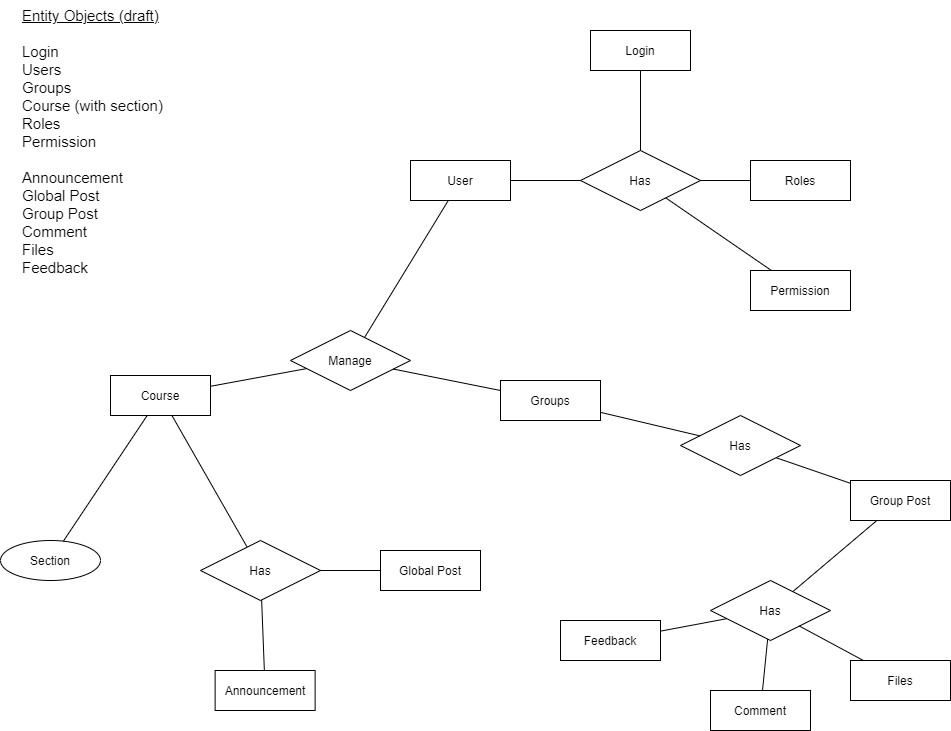 Entity Objects (draft)
Login
Users
Groups
Course (with section)
Roles
Permission
Announcement
Global Post
Group Post
Comment
Files
Feedback
Login
User
Has
Roles
Permission
Manage
Course
Groups
Has
Group Post
Section
Has
Global Post
Has
Feedback
Files
Announcement
Comment